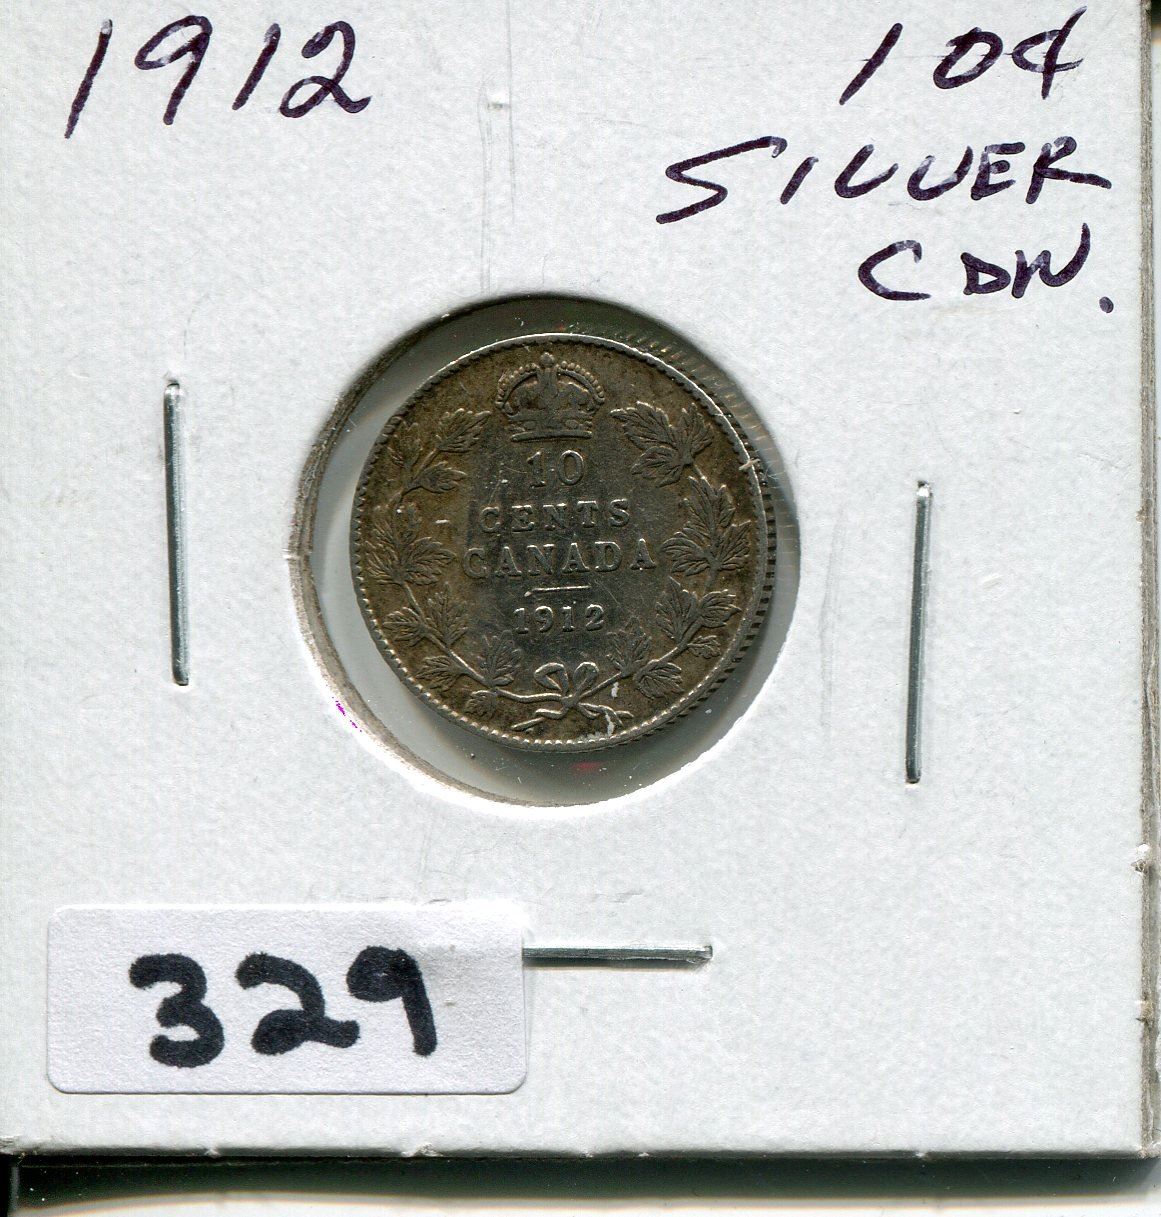 1912
10¢
SILVER
CDN.
10
CENTS
CANADA
1912
329